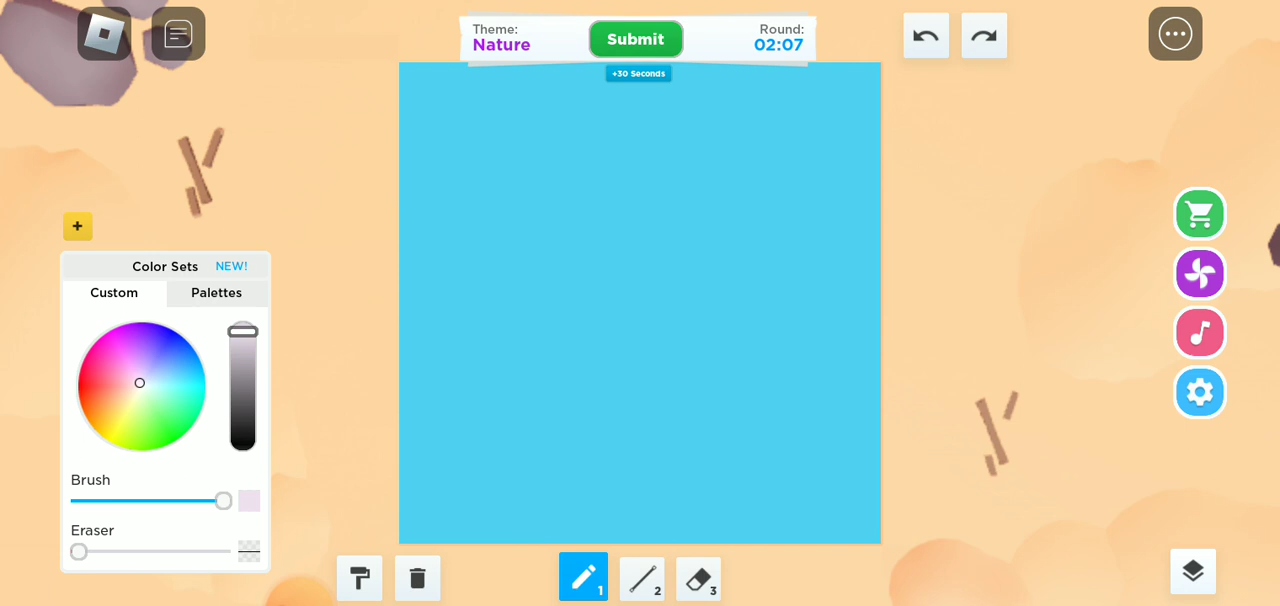 Theme:
Nature
Submit
Round:
02:07
+30 Seconds
+
Color Sets NEW!
Custom Palettes
Brush
Eraser
1
2
3